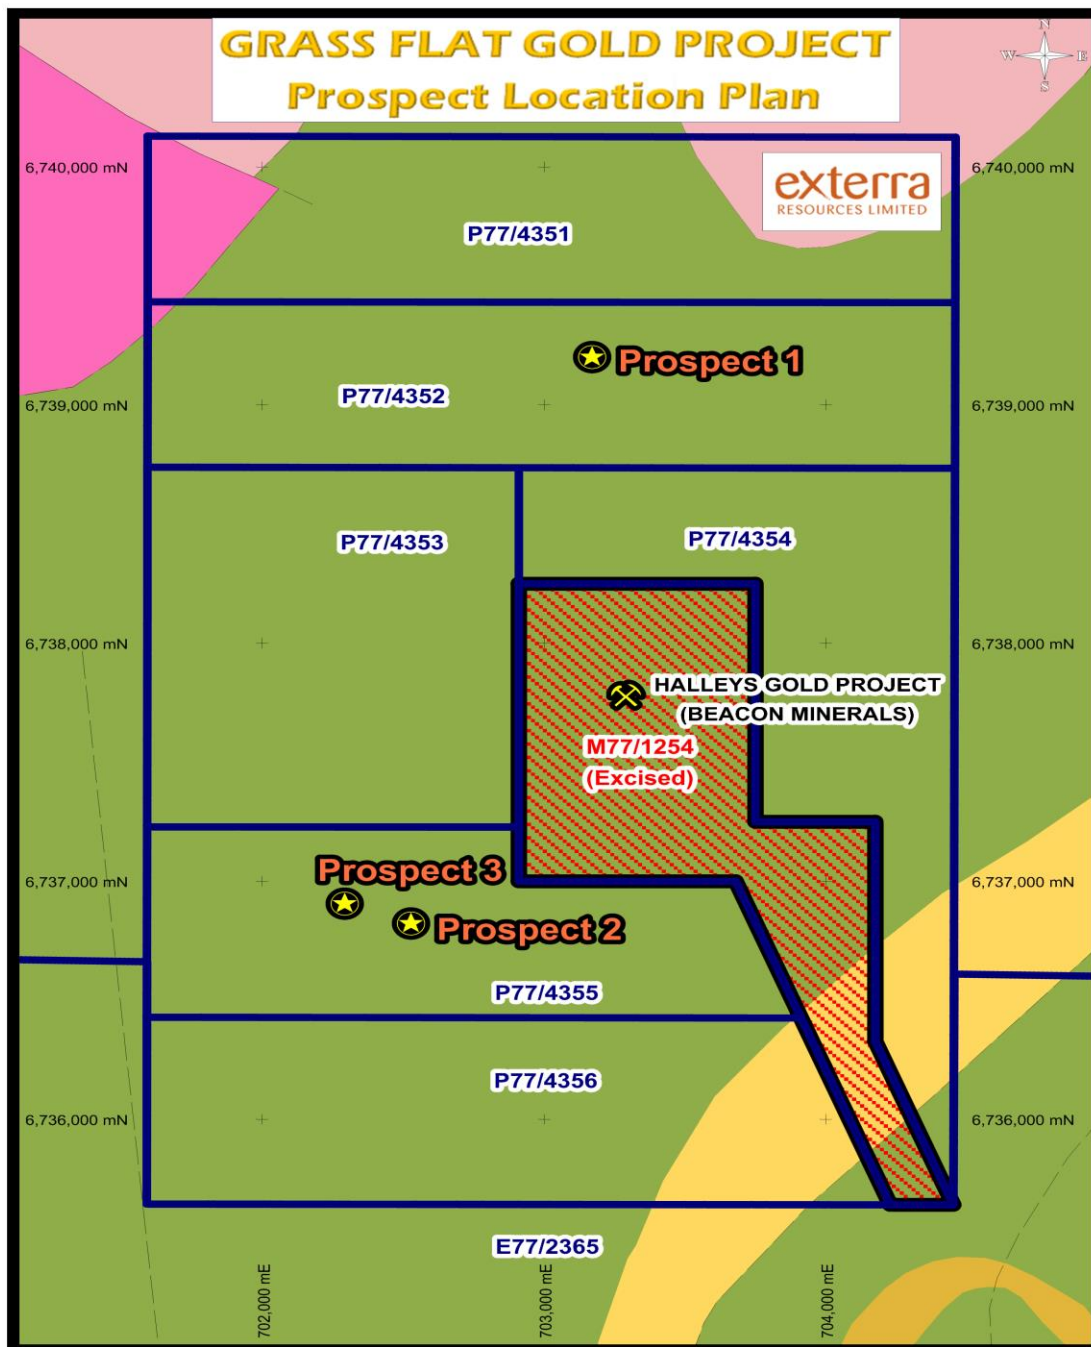 GRASS FLAT GOLD PROJECT
Prospect Location Plan
N
W E
S
exterra
RESOURCES LIMITED
6,740,000 mN 6,740,000 mN
P77/4351
Prospect 1
P77/4352
6,739,000 mN 6,739,000 mN
P77/4353 P77/4354
6,738,000 mN 6,738,000 mN
HALLEYS GOLD PROJECT
(BEACON MINERALS)
M77/1254
(Excised)
Prospect 3
6,737,000 mN 6,737,000 mN
Prospect 2
P77/4355
P77/4356
6,736,000 mN 6,736,000 mN
E77/2365
702,000 mE 703,000 mE 704,000 mE